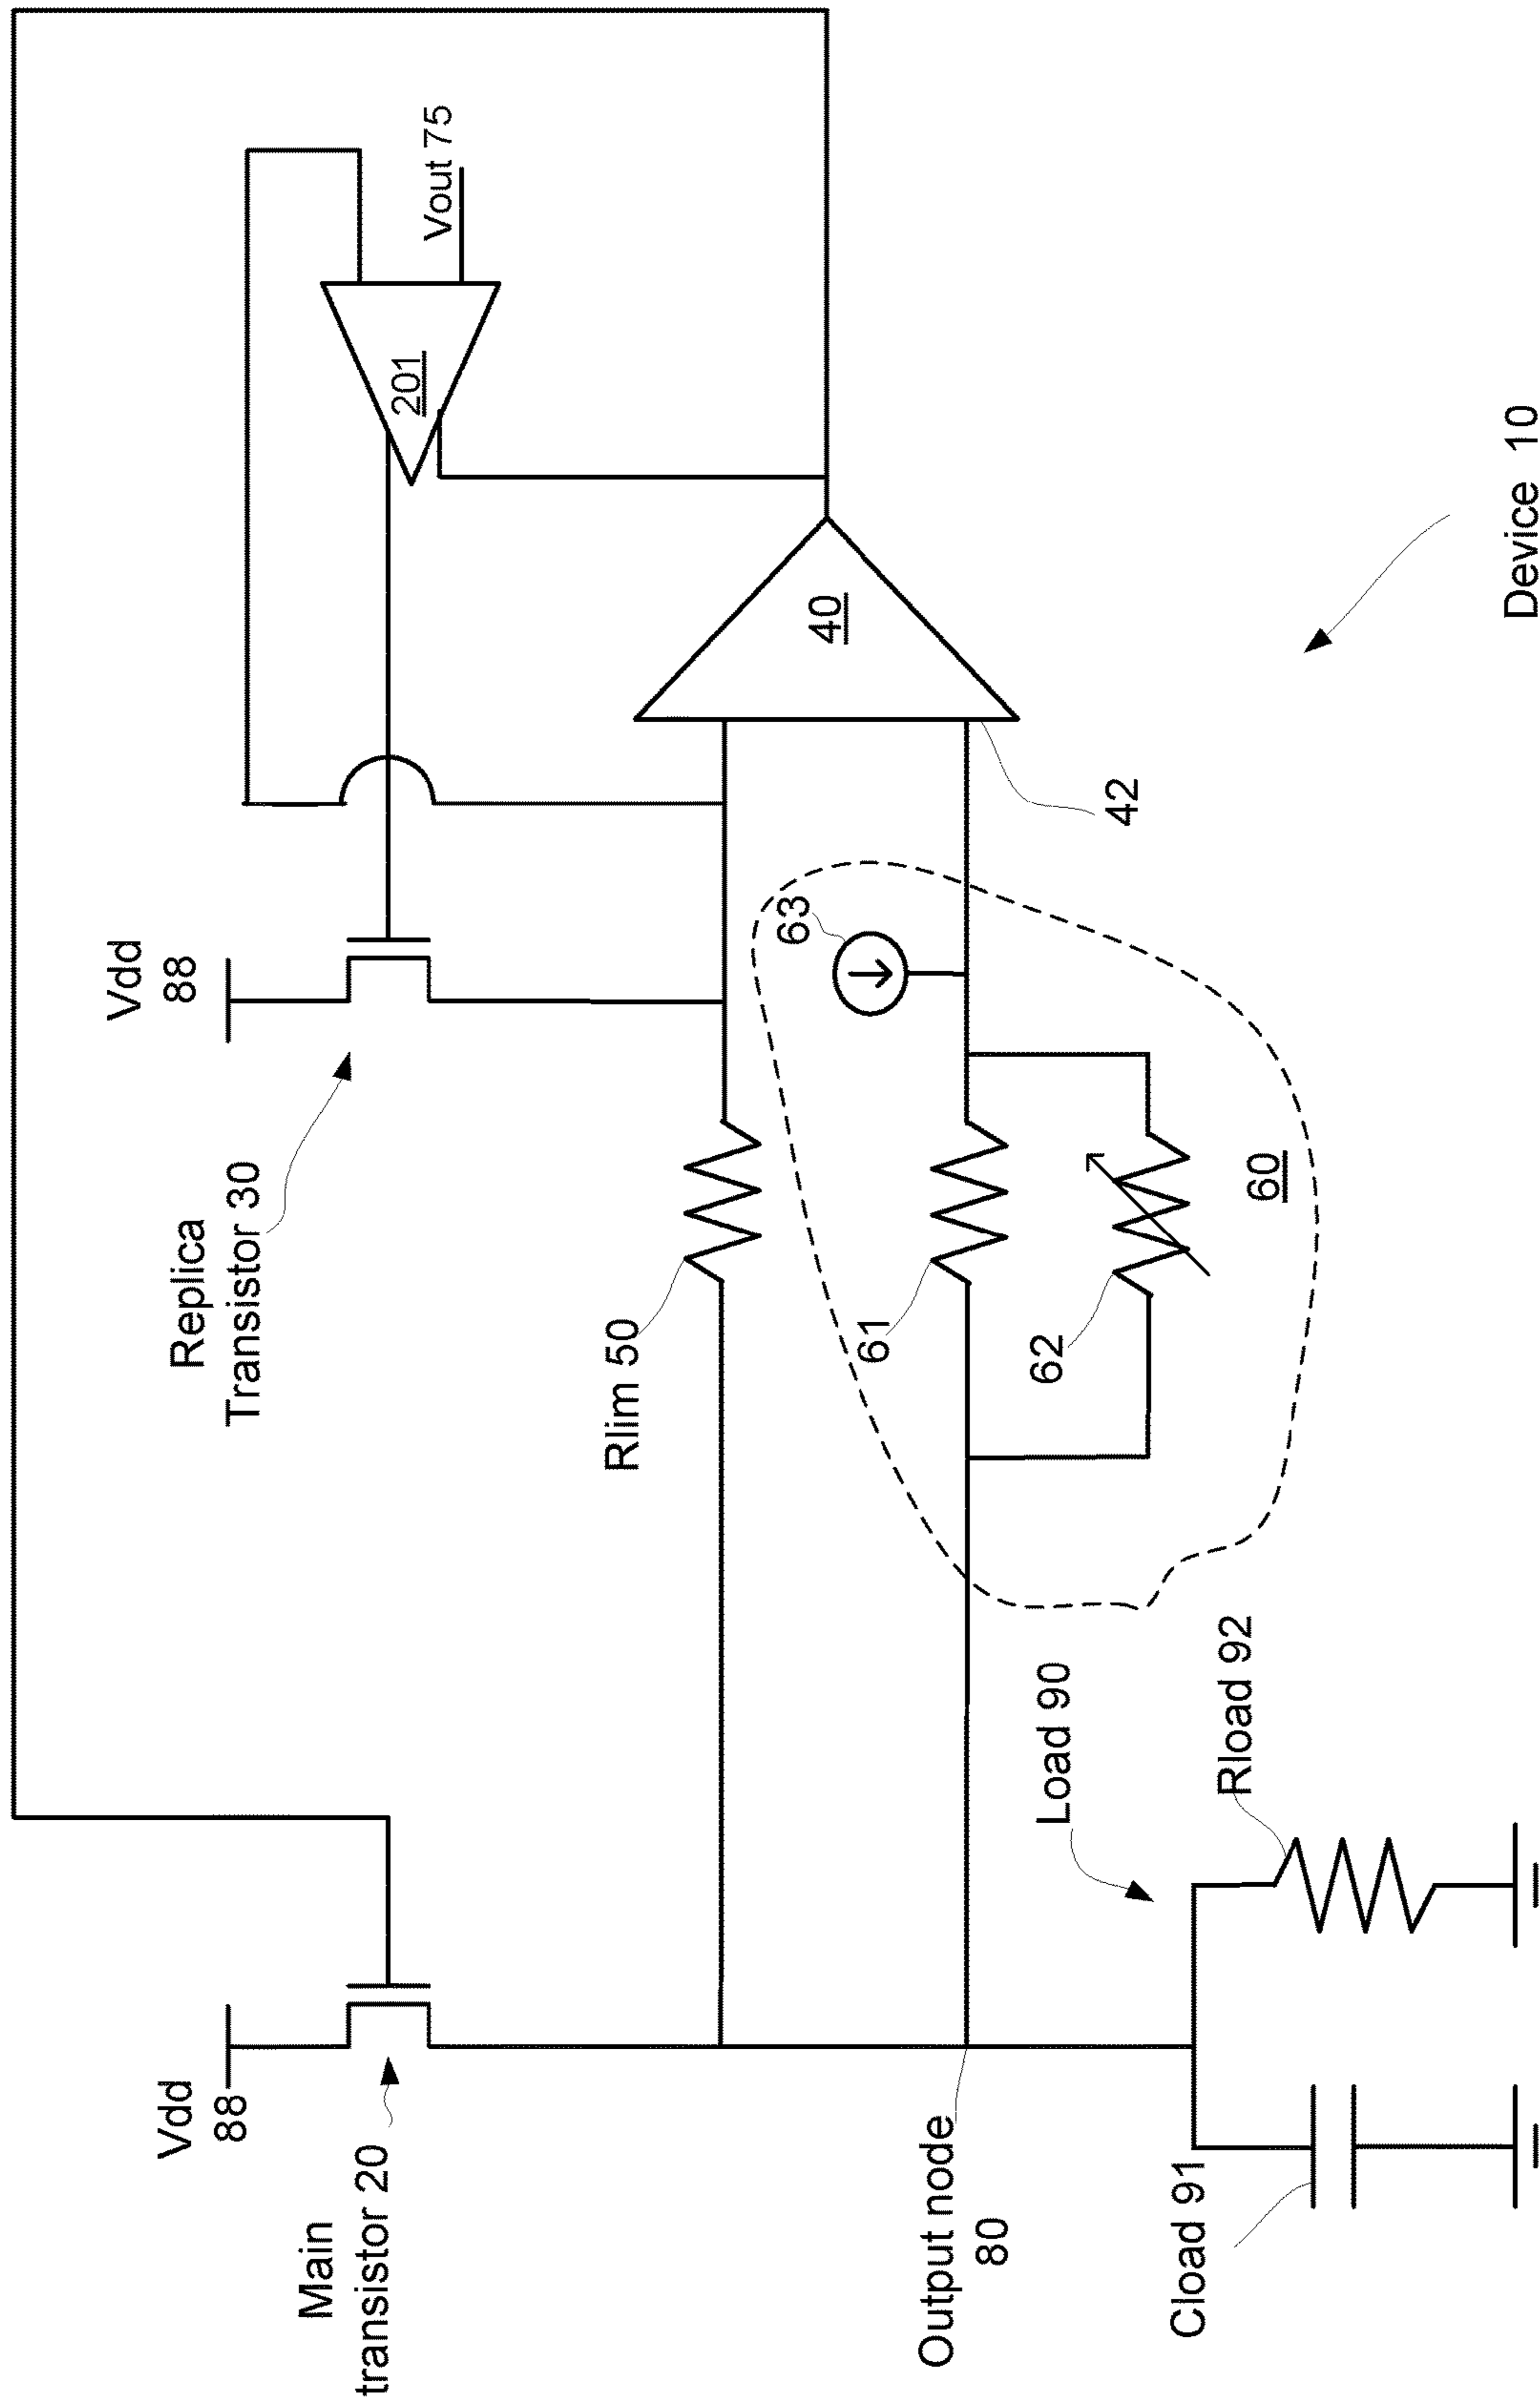 Vdd
88
Main
transistor 20
Output node
80
Cload 91
Load 90
Rload 92
Replica
Transistor 30
Vdd
88
Rlim 50
61
62
60
63
42
40
201
Vout 75
Device 10